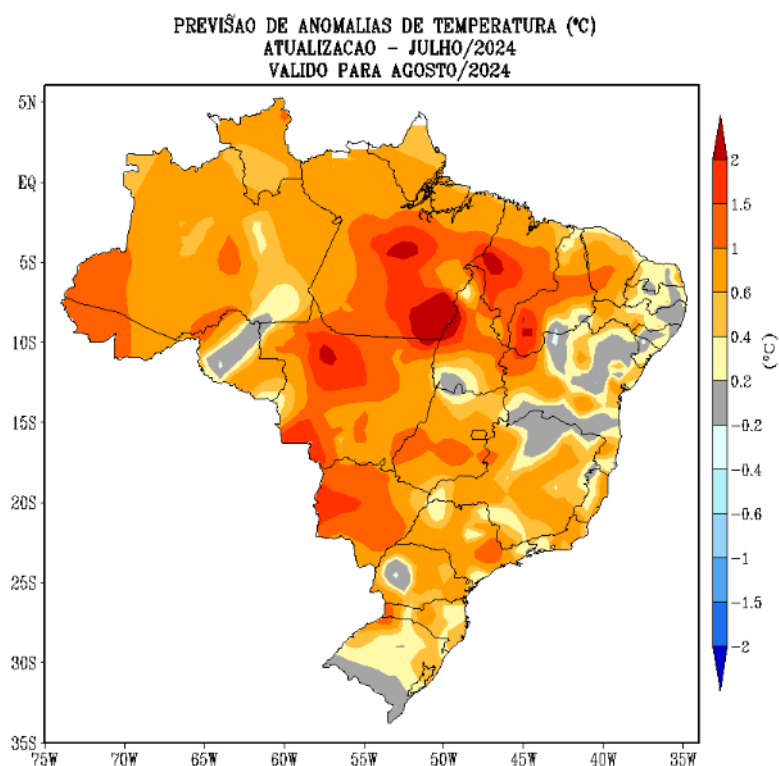 PREVISÃO DE ANOMALIAS DE TEMPERATURA (°C)
ATUALIZACAO – JULHO/2024
VALIDO PARA AGOSTO/2024
5N
EQ
5S
10S
15S
20S
25S
30S
35S
75W 70W 65W 60W 55W 50W 45W 40W 35W
2
1.5
1
0.6
0.4
0.2
-0.2
-0.4
-0.6
-1
-1.5
-2
(°C)